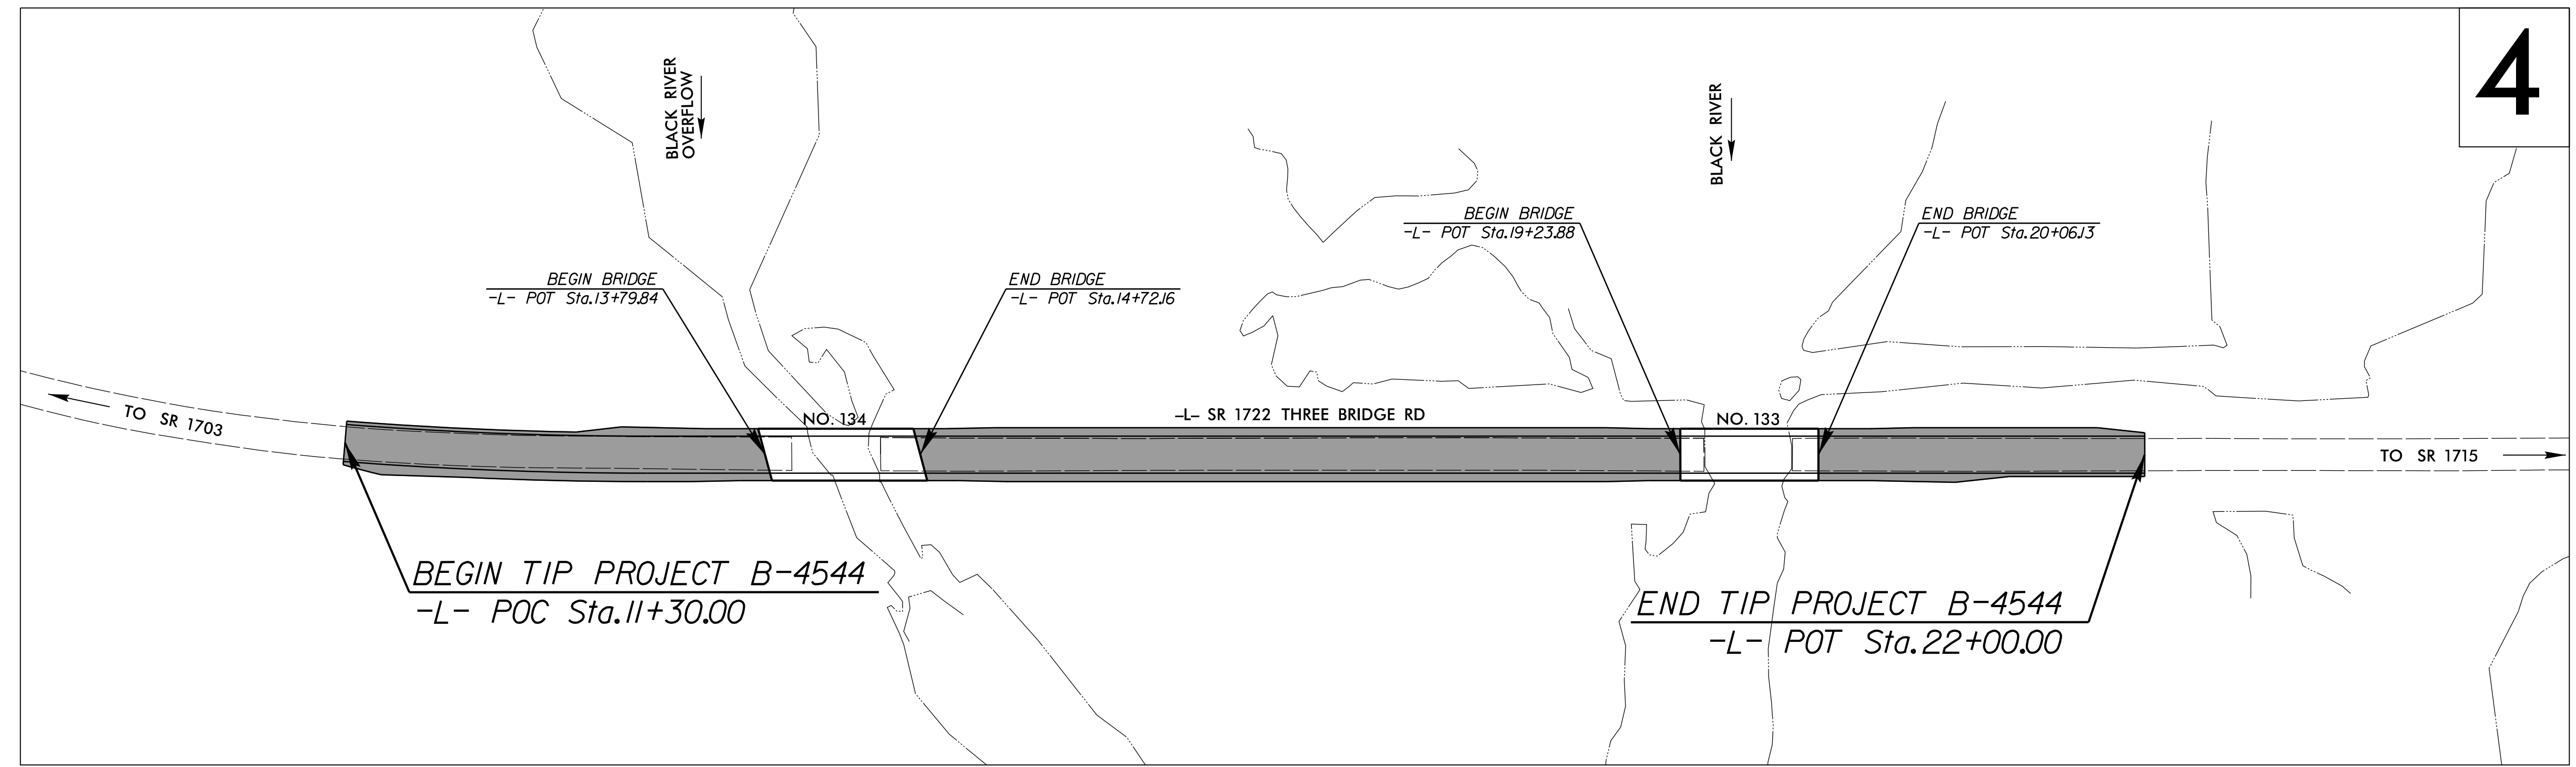 4
BLACK RIVER
OVERFLOW
BLACK RIVER
BEGIN BRIDGE
-L- POT Sta.19+23.88
END BRIDGE
-L- POT Sta.20+06.13
BEGIN BRIDGE
-L- POT Sta.13+79.84
END BRIDGE
-L- POT Sta.14+72.16
TO SR 1703
NO. 134
-L- SR 1722 THREE BRIDGE RD
NO. 133
TO SR 1715
BEGIN TIP PROJECT B-4544
-L- POC Sta.11+30.00
END TIP PROJECT B-4544
-L- POT Sta.22+00.00